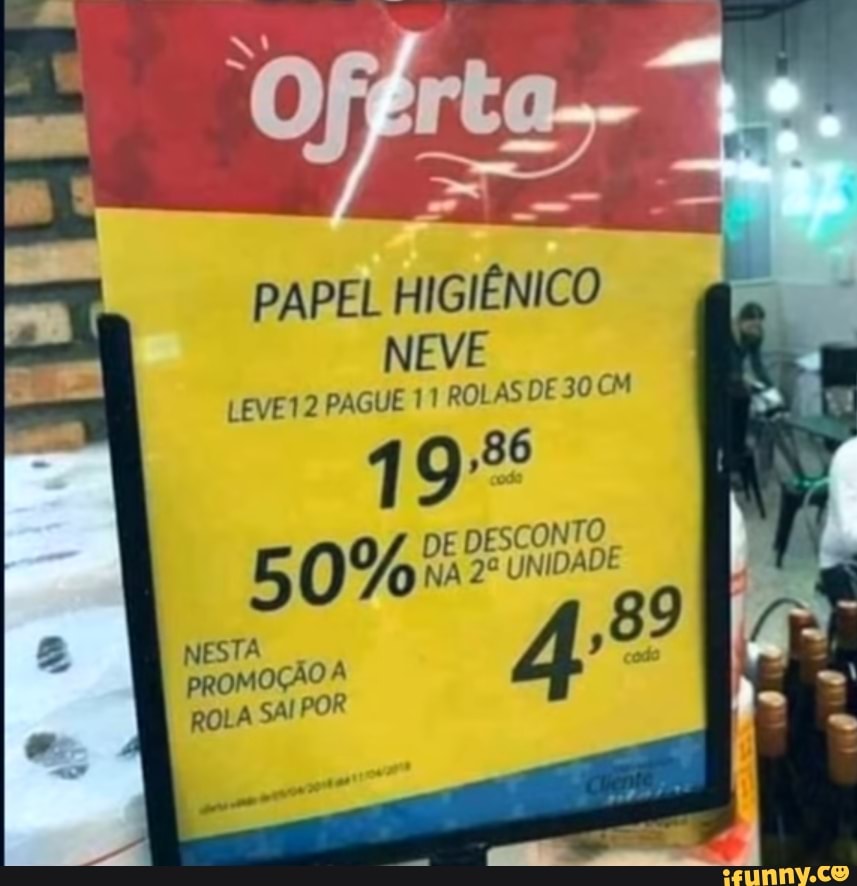 Oferta
PAPEL HIGIÊNICO
NEVE
LEVE12 PAGUE 11 ROLAS DE 30 CM
19,86
cada
50% DE DESCONTO
NA 2ª UNIDADE
NESTA
PROMOÇÃO A
ROLA SAI POR
4,89
cada
Cliente
ifunny.co